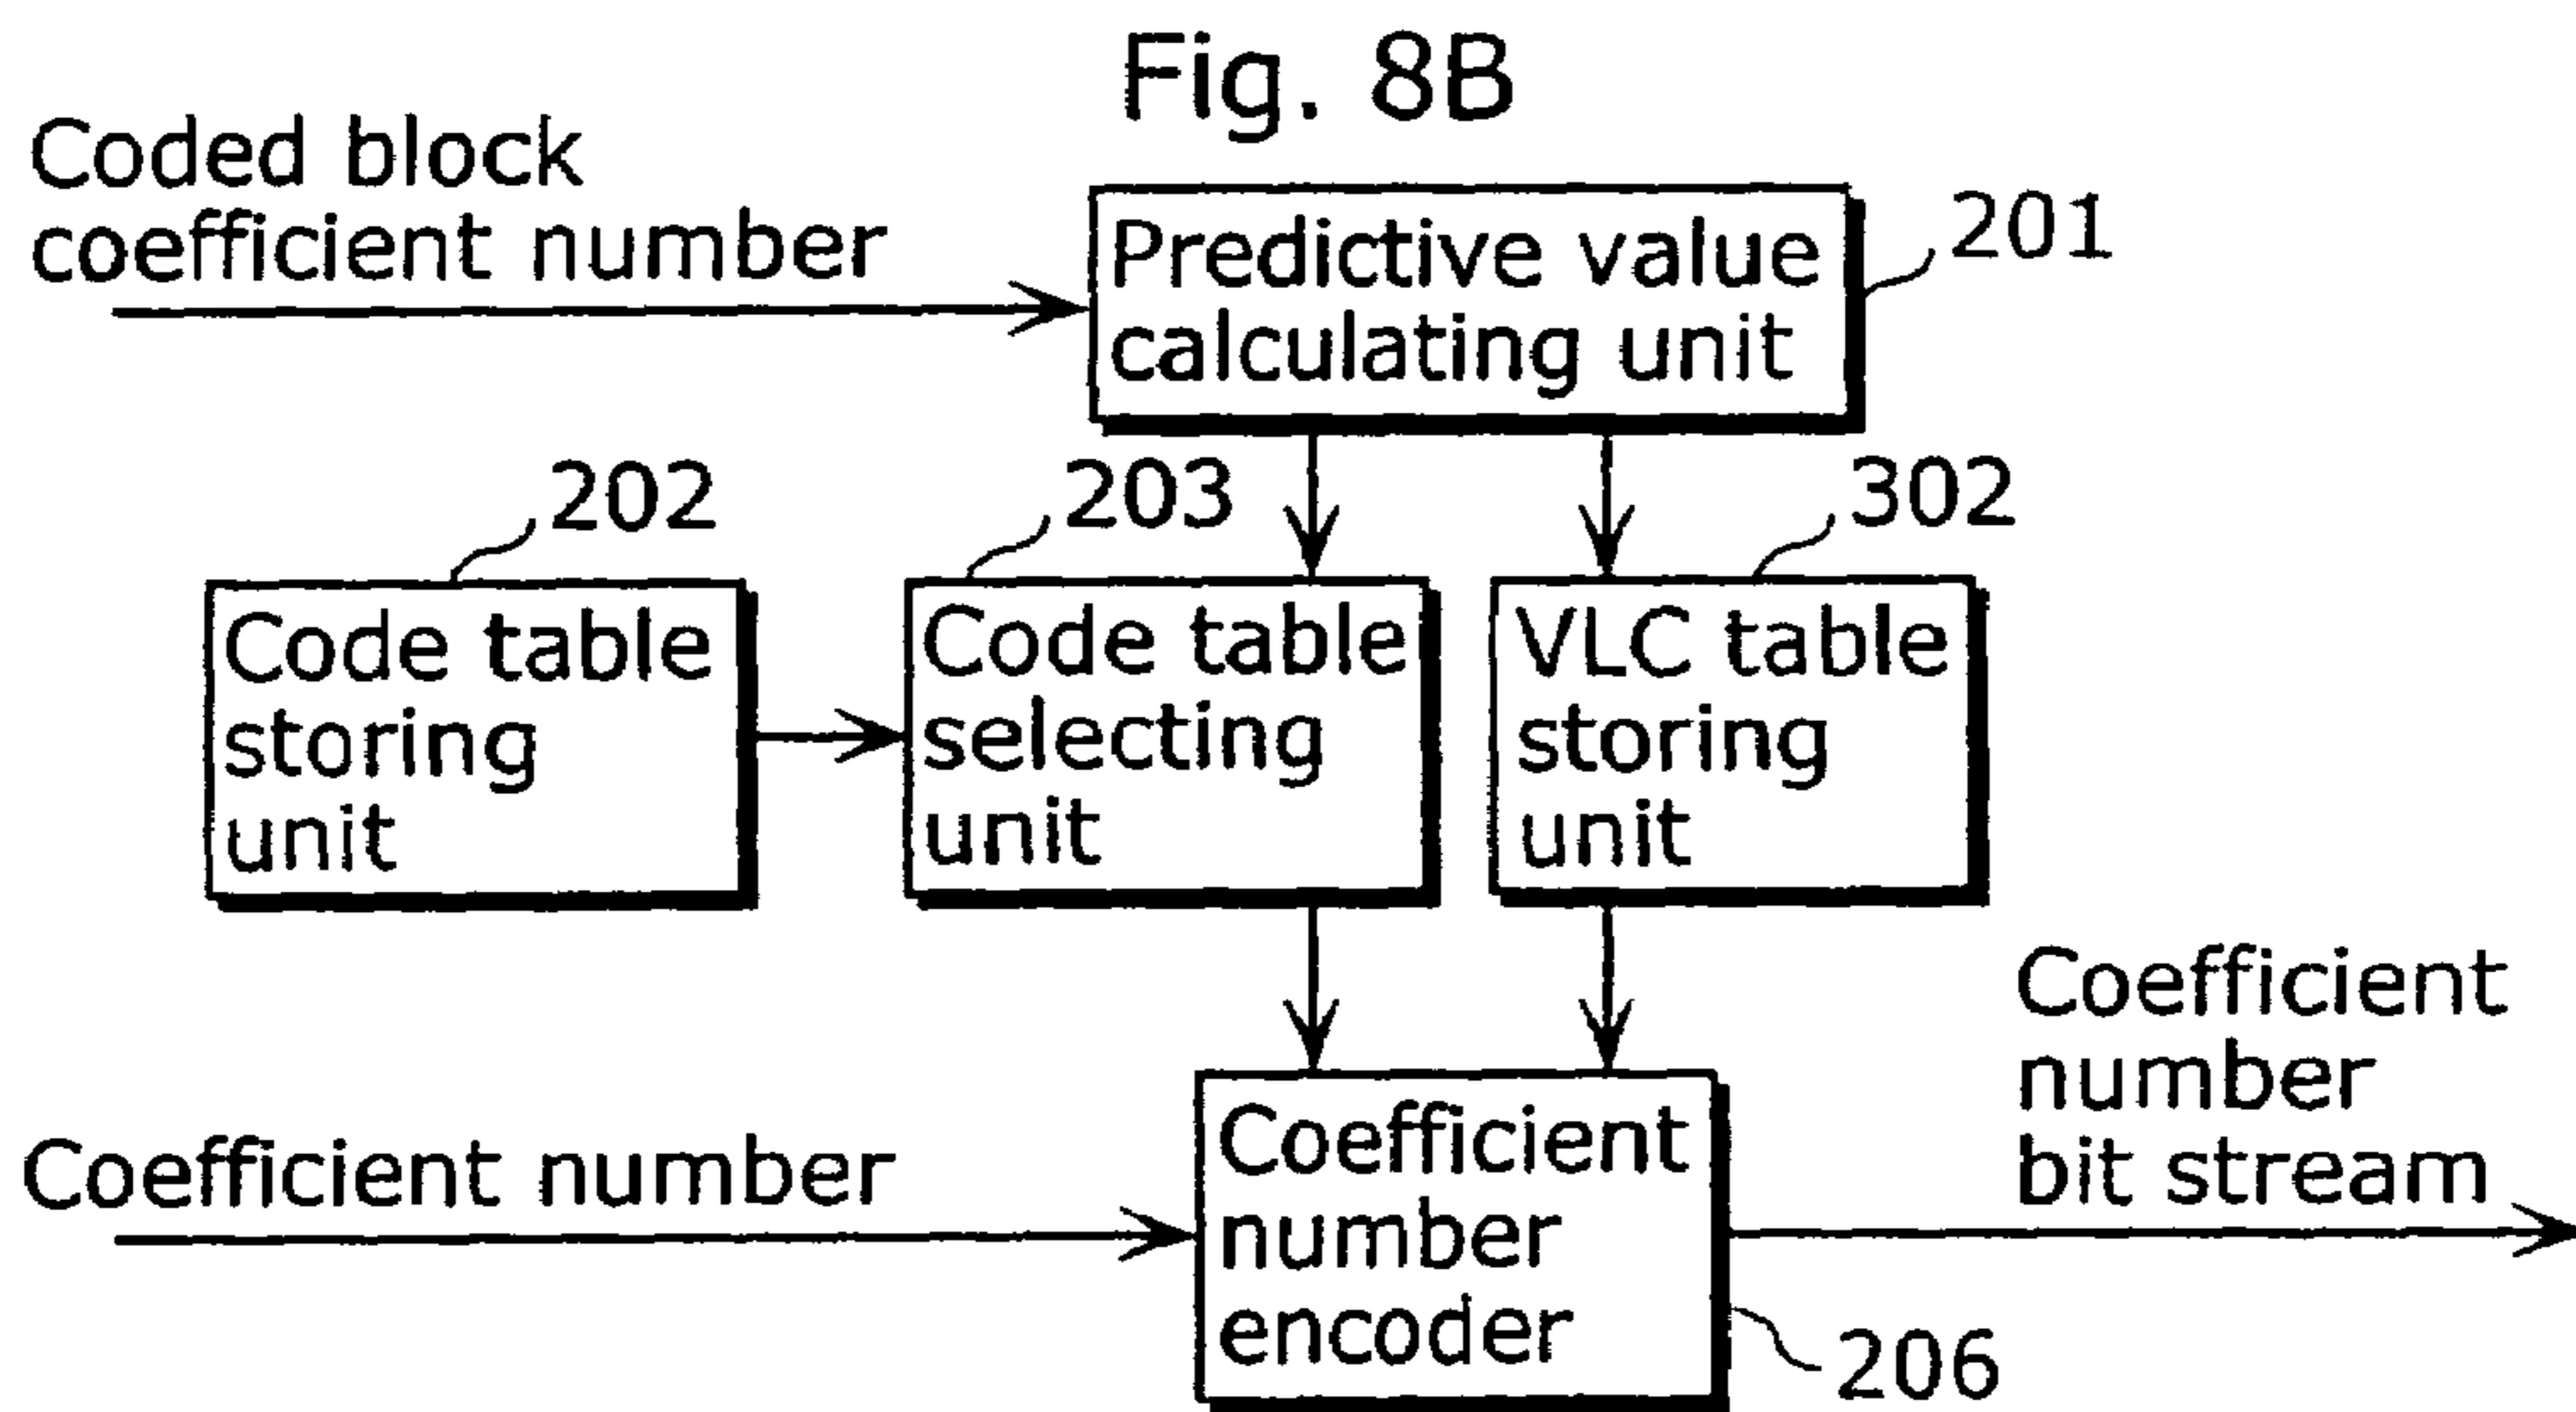 Fig. 8B
Coded block
coefficient number
Predictive value
calculating unit
201
202
203
302
Code table
storing
unit
Code table
selecting
unit
VLC table
storing
unit
Coefficient number
Coefficient
number
encoder
Coefficient
number
bit stream
206